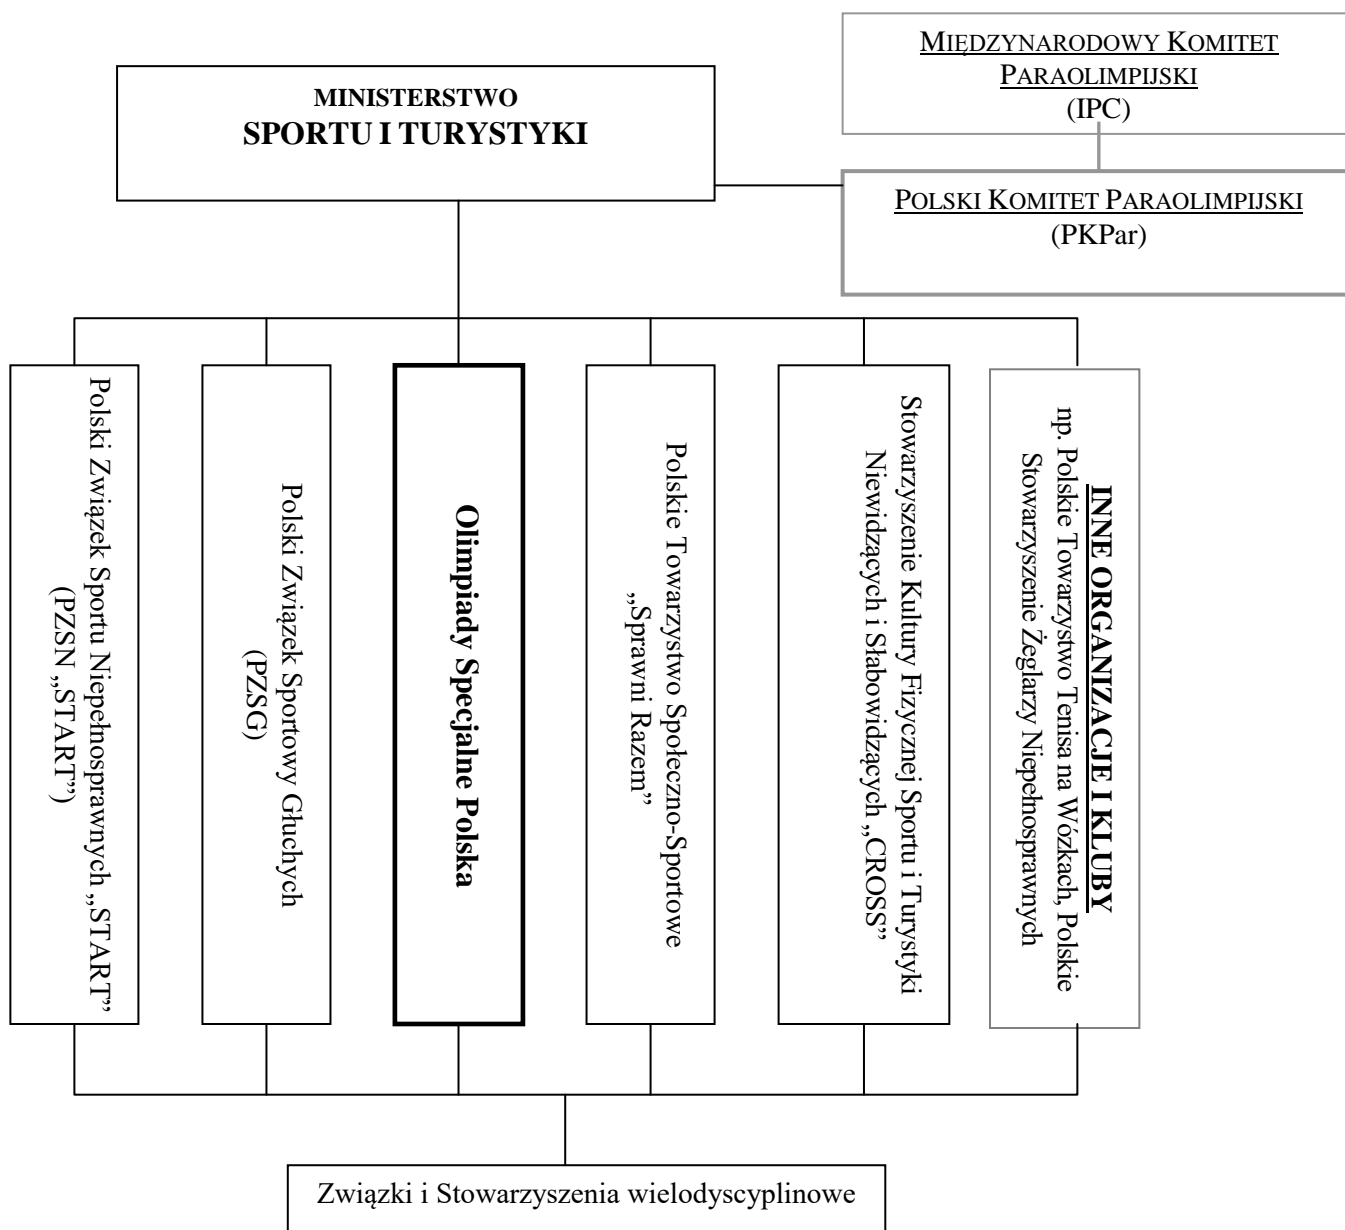 MIĘDZYNARODOWY KOMITET
PARAOLIMPIJSKI
(IPC)
MINISTERSTWO
SPORTU I TURYSTYKI
POLSKI KOMITET PARAOLIMPIJSKI
(PKPar)
Polski Związek Sportu Niepełnosprawnych „START”
(PZSN „START”)
Polski Związek Sportowy Głuchych
(PZSG)
Olimpiady Specjalne Polska
Polskie Towarzystwo Społeczno-Sportowe
„Sprawni Razem”
Stowarzyszenie Kultury Fizycznej Sportu i Turystyki
Niewidzących i Słabowidzących „CROSS”
INNE ORGANIZACJE I KLUBY
np. Polskie Towarzystwo Tenisa na Wózkach, Polskie
Stowarzyszenie Żeglarzy Niepełnosprawnych
Związki i Stowarzyszenia wielodyscyplinowe